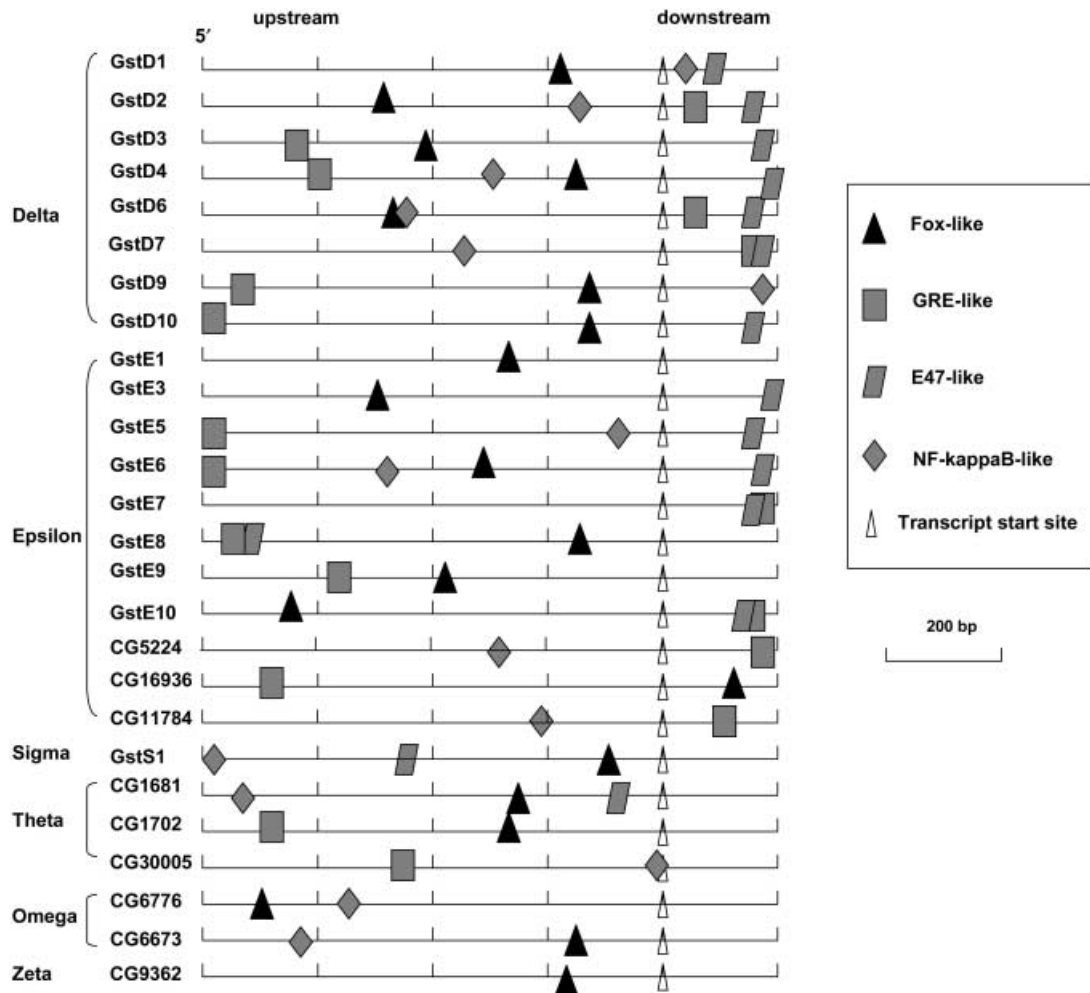 upstream
downstream
5′
GstD1
GstD2
GstD3
GstD4
Delta
GstD6
GstD7
GstD9
GstD10
GstE1
GstE3
GstE5
GstE6
GstE7
Epsilon
GstE8
GstE9
GstE10
CG5224
CG16936
CG11784
Sigma
GstS1
CG1681
Theta
CG1702
CG30005
CG6776
Omega
CG6673
Zeta
CG9362
Fox-like
GRE-like
E47-like
NF-kappaB-like
Transcript start site
200 bp